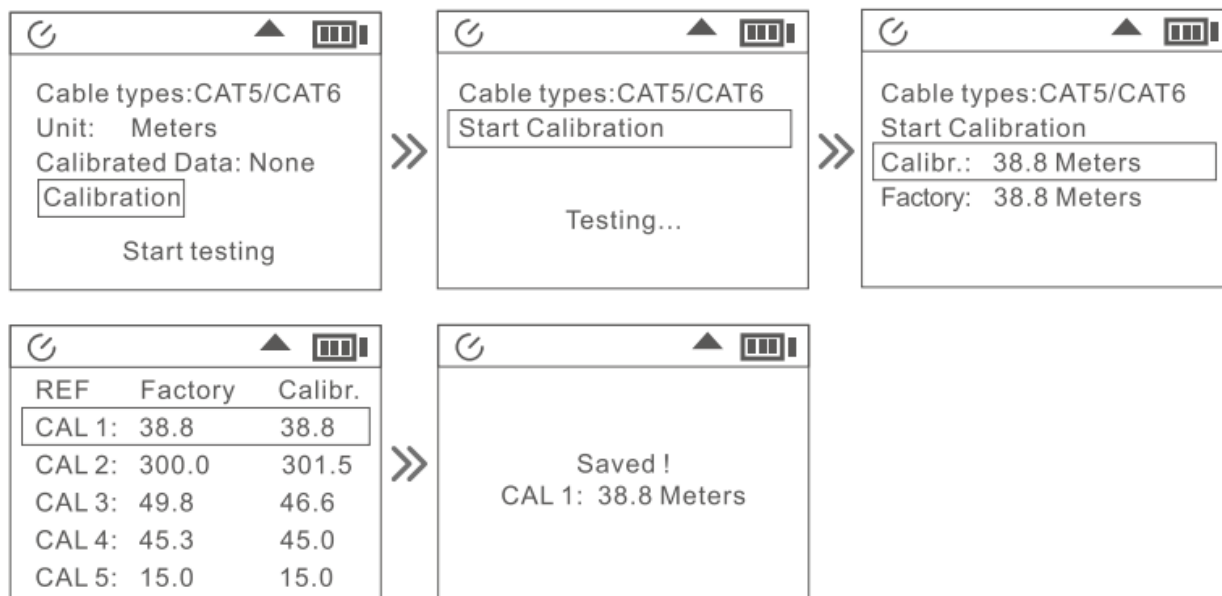 Cable types:CAT5/CAT6
Unit: Meters
Calibrated Data: None
Calibration
Start testing
Cable types:CAT5/CAT6
Start Calibration
Testing...
Cable types:CAT5/CAT6
Start Calibration
Calibr.: 38.8 Meters
Factory: 38.8 Meters
REF Factory Calibr.
CAL 1: 38.8 38.8
CAL 2: 300.0 301.5
CAL 3: 49.8 46.6
CAL 4: 45.3 45.0
CAL 5: 15.0 15.0
Saved !
CAL 1: 38.8 Meters